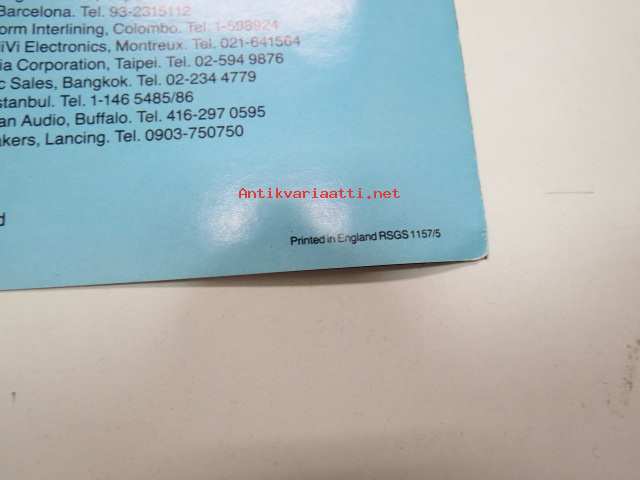 Barcelona. Tel. 93-2315112
orm Interlining, Colombo. Tel. 1-598924
iVi Electronics, Montreux. Tel. 021-641564
ia Corporation, Taipei. Tel. 02-594 9876
c Sales, Bangkok. Tel. 02-234 4779
stanbul. Tel. 1-146 5485/86
an Audio, Buffalo. Tel. 416-297 0595
akers, Lancing. Tel. 0903-750750
Antikvariaatti.net
d
Printed in England RSGS 1157/5